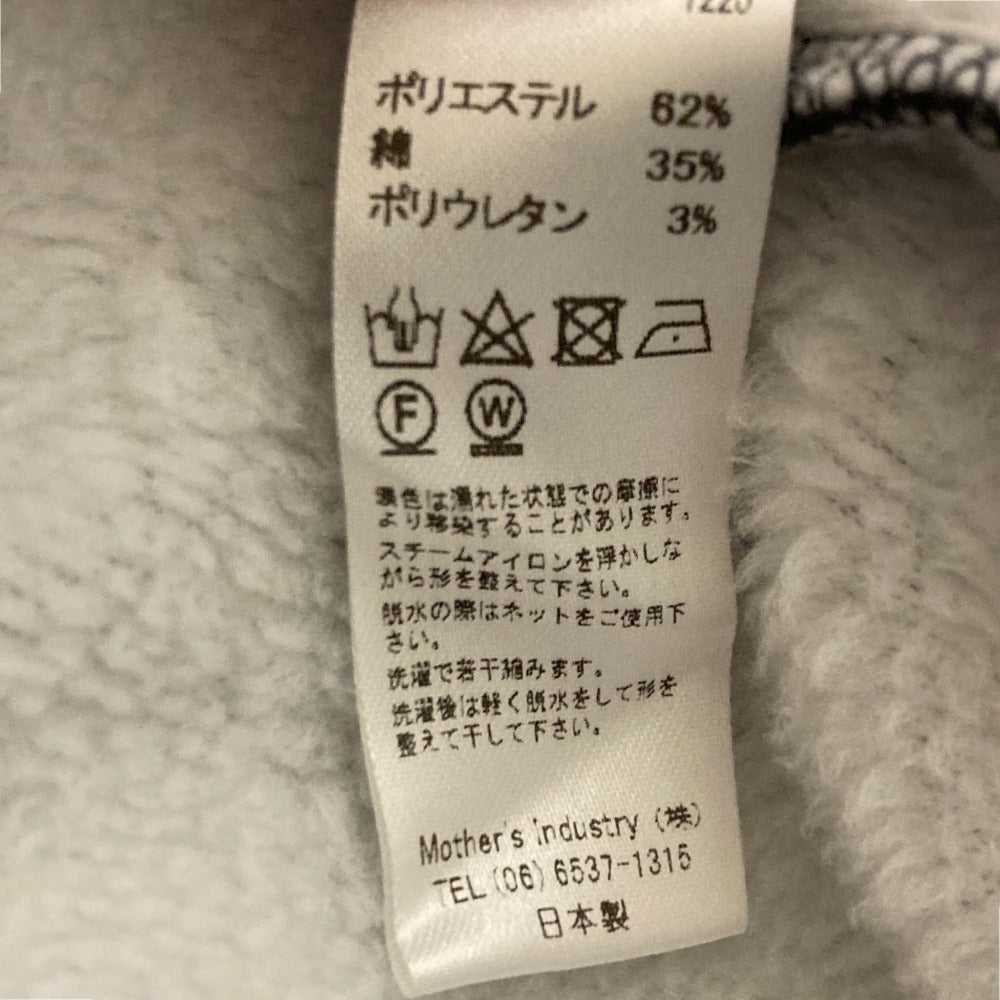 ポリエステル 62%
綿 35%
ポリウレタン 3%
F W
濃色は濡れた状態での摩擦に
より移染することがあります。
スチームアイロンを浮かしな
がら形を整えて下さい。
脱水の際はネットをご使用下
さい。
洗濯で若干縮みます。
洗濯後は軽く脱水をして形を
整えて干して下さい。
Mother's Industry (株)
TEL (06) 6537-1315
日本製